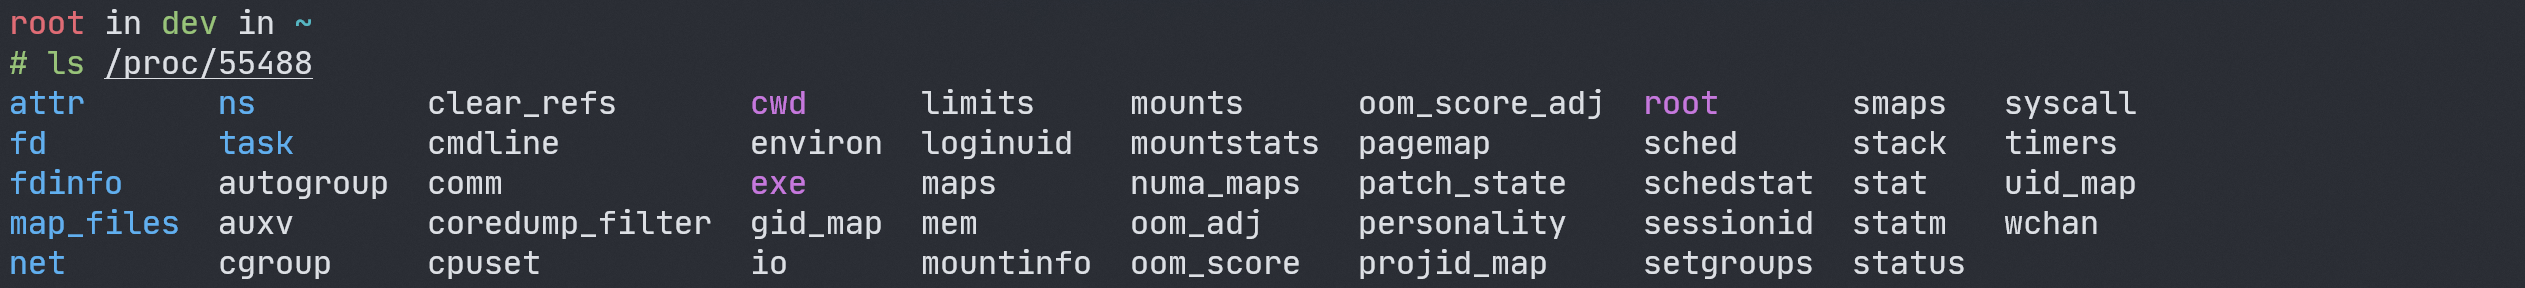 root in dev in ~
# ls /proc/55488
attr ns clear_refs cwd limits mounts oom_score_adj root smaps syscall
fd task cmdline environ loginuid mountstats pagemap sched stack timers
fdinfo autogroup comm exe maps numa_maps patch_state schedstat stat uid_map
map_files auxv coredump_filter gid_map mem oom_adj personality sessionid statm wchan
net cgroup cpuset io mountinfo oom_score projid_map setgroups status